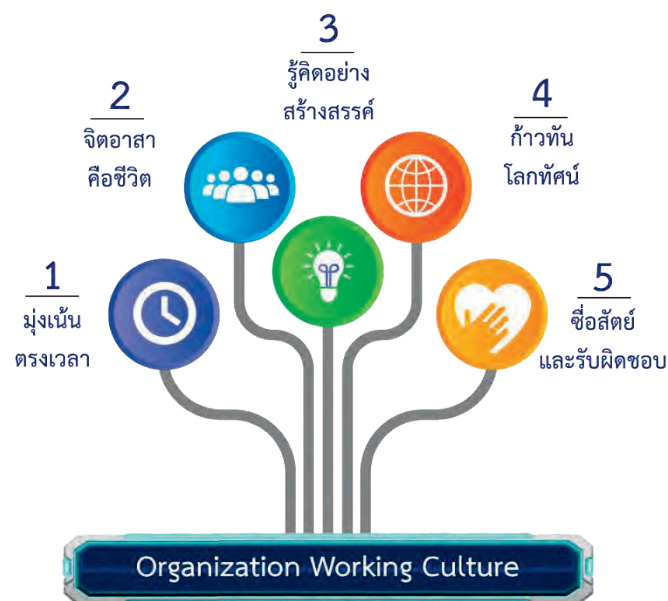 1
มุ่งเน้น
ตรงเวลา
2
จิตอาสา
คือชีวิต
3
รู้คิดอย่าง
สร้างสรรค์
4
ก้าวทัน
โลกทัศน์
5
ซื่อสัตย์
และรับผิดชอบ
Organization Working Culture